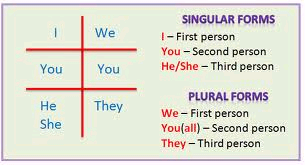 I We
You You
He They
She
SINGULAR FORMS
I – First person
You – Second person
He/She – Third person
PLURAL FORMS
We – First person
You(all) – Second person
They – Third person